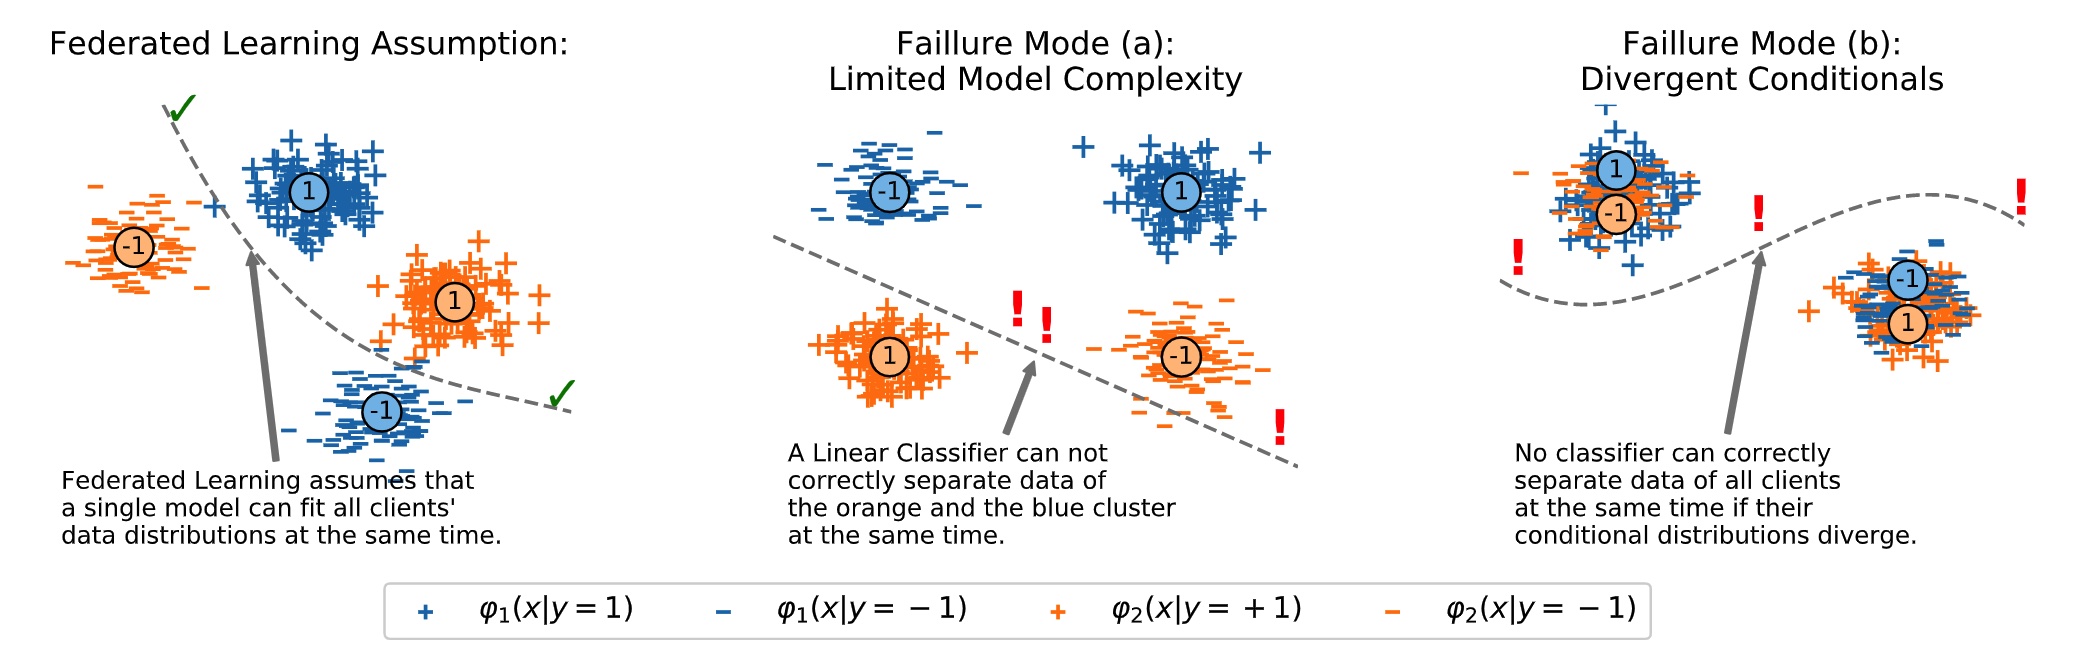 Federated Learning Assumption:
Faillure Mode (a):
Limited Model Complexity
Faillure Mode (b):
Divergent Conditionals
1
-1
1
-1
Federated Learning assumes that
a single model can fit all clients'
data distributions at the same time.
-1
1
! !
1
-1
!
A Linear Classifier can not
correctly separate data of
the orange and the blue cluster
at the same time.
1
-1
! ! !
-1
1
No classifier can correctly
separate data of all clients
at the same time if their
conditional distributions diverge.
+ φ₁(x|y = 1) − φ₁(x|y = − 1) + φ₂(x|y = + 1) − φ₂(x|y = − 1)